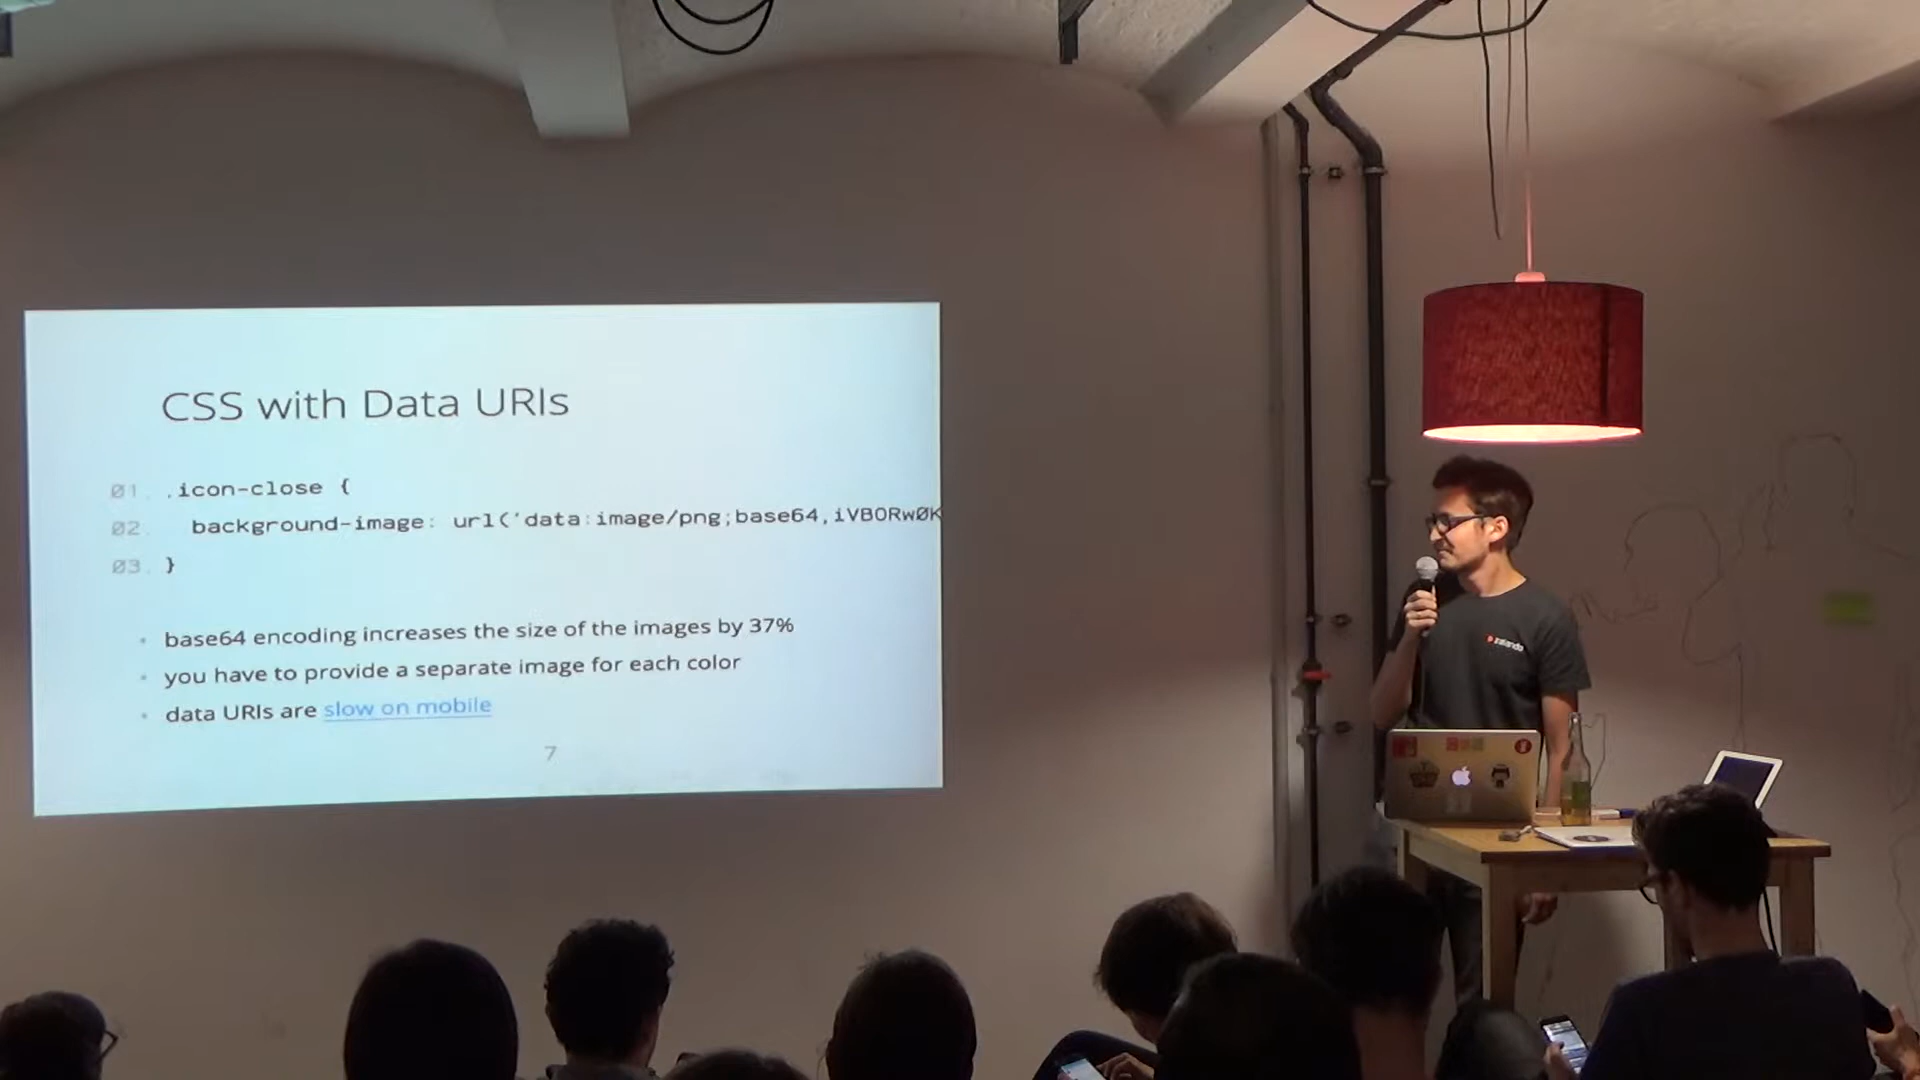 CSS with Data URIs
01. .icon-close {
02. background-image: url('data:image/png;base64,iVBORw0K
03. }
• base64 encoding increases the size of the images by 37%
• you have to provide a separate image for each color
• data URIs are slow on mobile
7
zalando